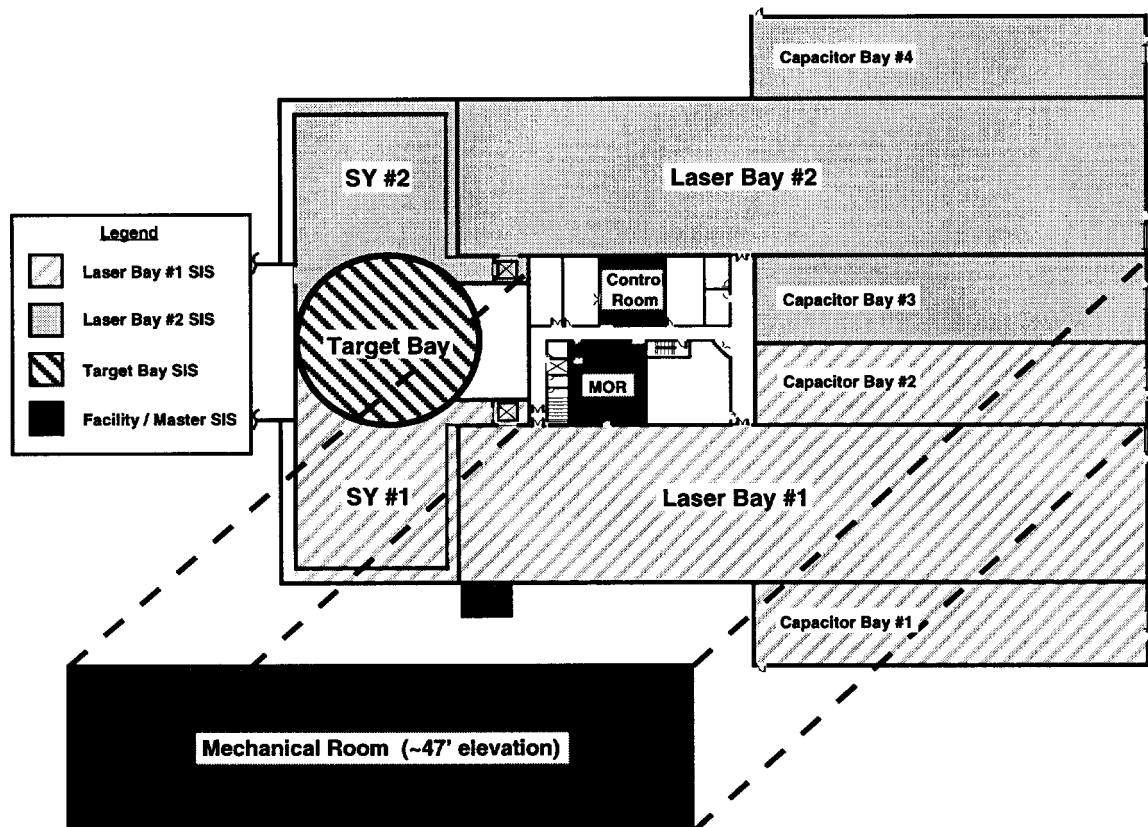 Capacitor Bay #4
SY #2
Laser Bay #2
Legend
Laser Bay #1 SIS
Laser Bay #2 SIS
Target Bay SIS
Facility / Master SIS
Control
Room
Capacitor Bay #3
Target Bay
MOR
Capacitor Bay #2
SY #1
Laser Bay #1
Capacitor Bay #1
Mechanical Room (~47' elevation)